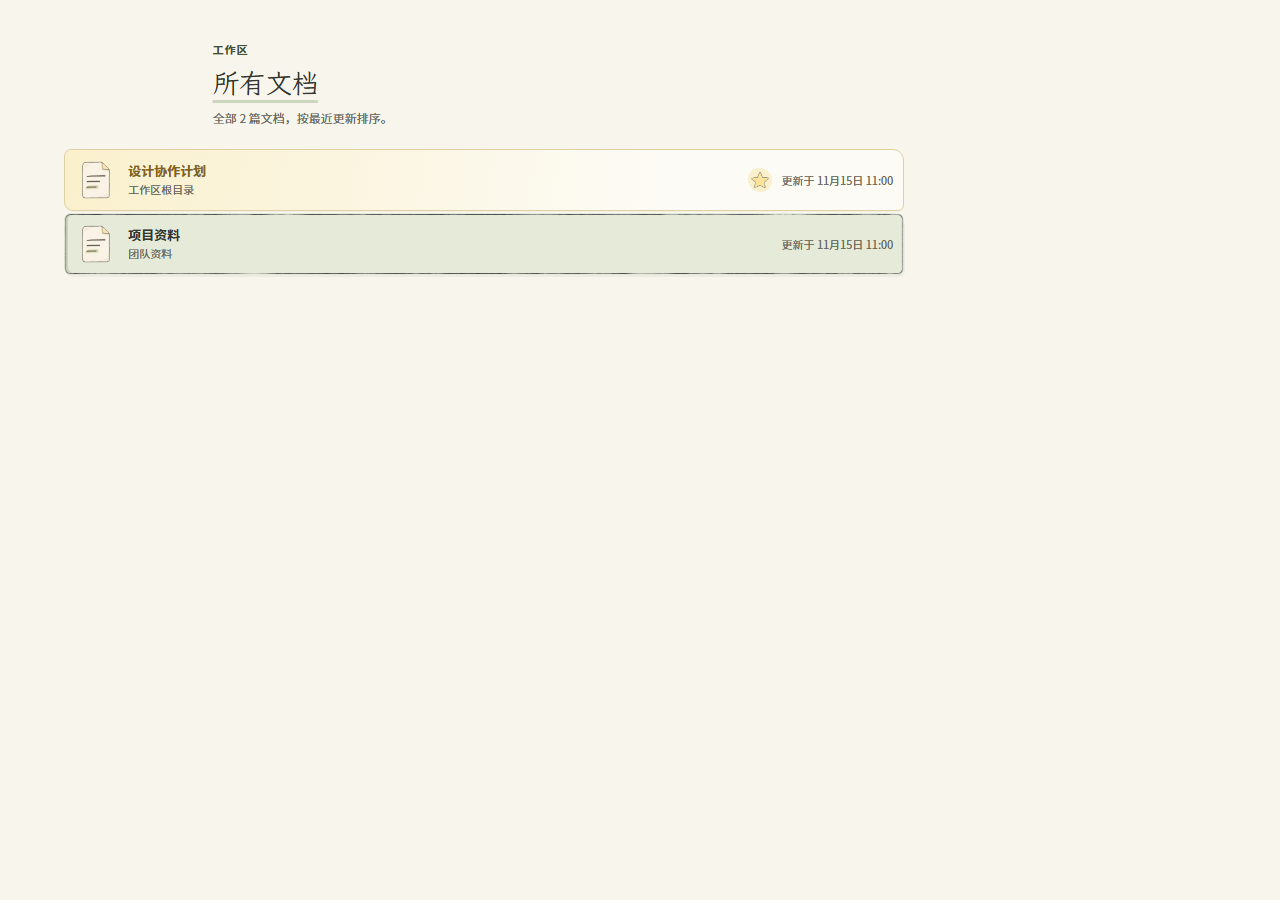 工作区
所有文档
全部 2 篇文档，按最近更新排序。
设计协作计划
工作区根目录
更新于 11月15日 11:00
项目资料
团队资料
更新于 11月15日 11:00